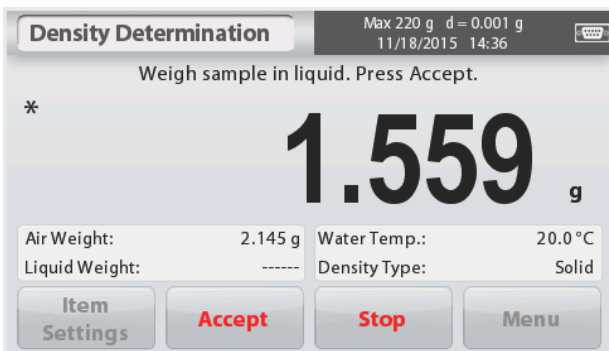 Density Determination
Max 220 g d = 0.001 g
11/18/2015 14:36
Weigh sample in liquid. Press Accept.
*
1.559 g
Air Weight: 2.145 g Water Temp.: 20.0 °C
Liquid Weight: ------ Density Type: Solid
Item Settings Accept Stop Menu